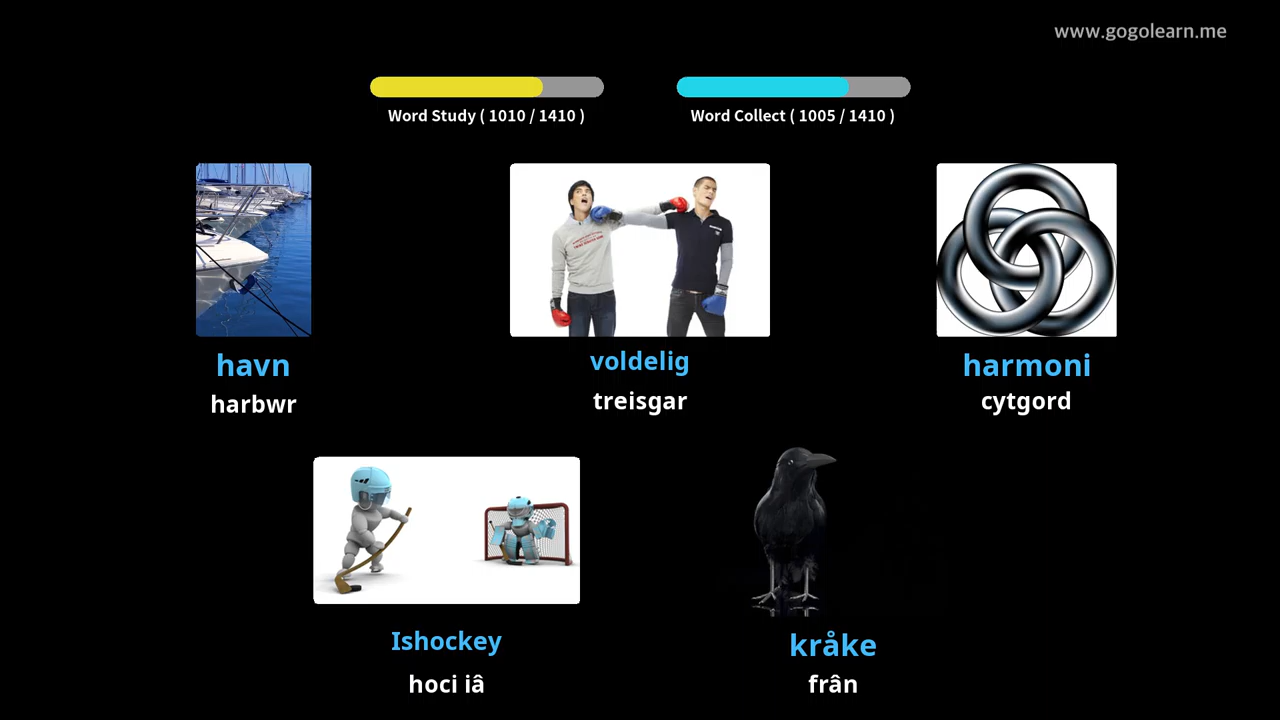 www.gogolearn.me
Word Study ( 1010 / 1410 )
Word Collect ( 1005 / 1410 )
havn
harbwr
voldelig
treisgar
harmoni
cytgord
Ishockey
hoci iâ
kråke
frân